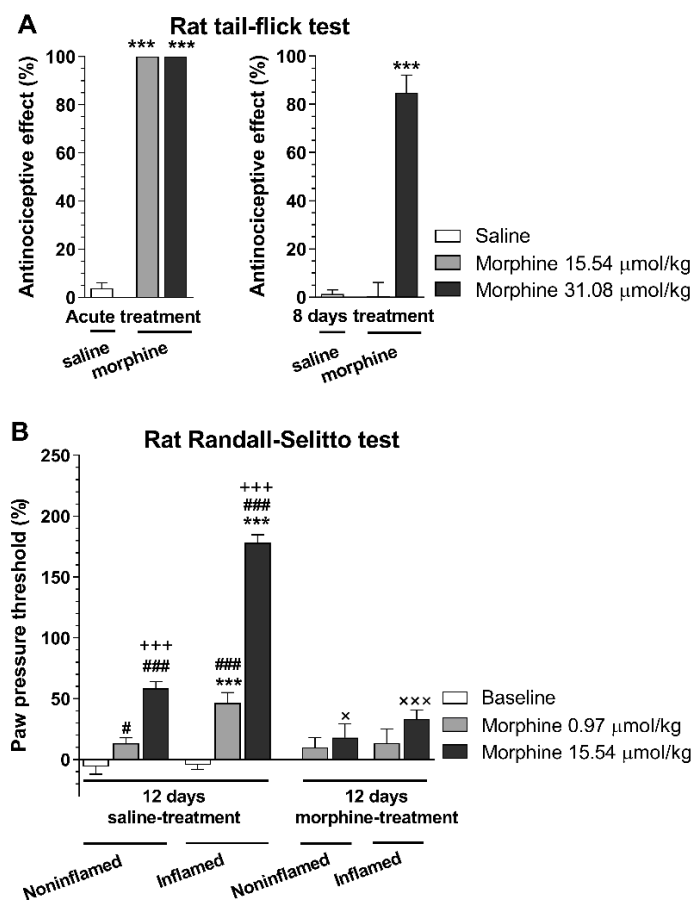 A
Rat tail-flick test
Antinociceptive effect (%)
100
80
60
40
20
0
*** ***
Acute treatment
saline
morphine
Antinociceptive effect (%)
100
80
60
40
20
0
***
8 days treatment
saline
morphine
Saline
Morphine 15.54 μmol/kg
Morphine 31.08 μmol/kg
B
Rat Randall-Selitto test
Paw pressure threshold (%)
250
200
150
100
50
0
#
+++
###
###
***
+++
###
***
×
×××
Baseline
Morphine 0.97 μmol/kg
Morphine 15.54 μmol/kg
12 days
saline-treatment
12 days
morphine-treatment
Noninflamed
Inflamed
Noninflamed
Inflamed